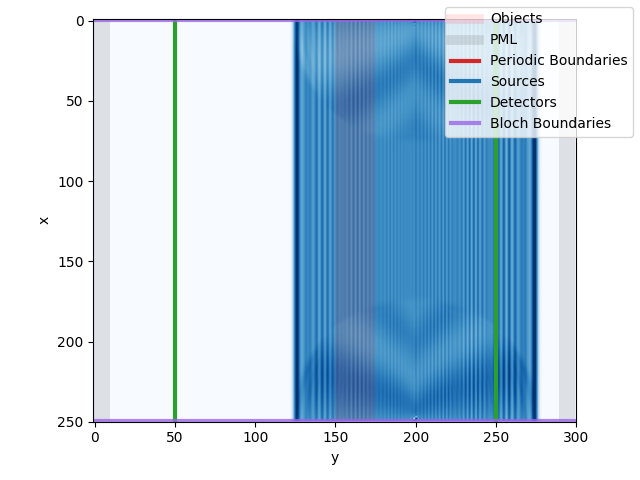 Objects
PML
Periodic Boundaries
Sources
Detectors
Bloch Boundaries
0
50
100
150
200
250
x
0
50
100
150
200
250
300
y